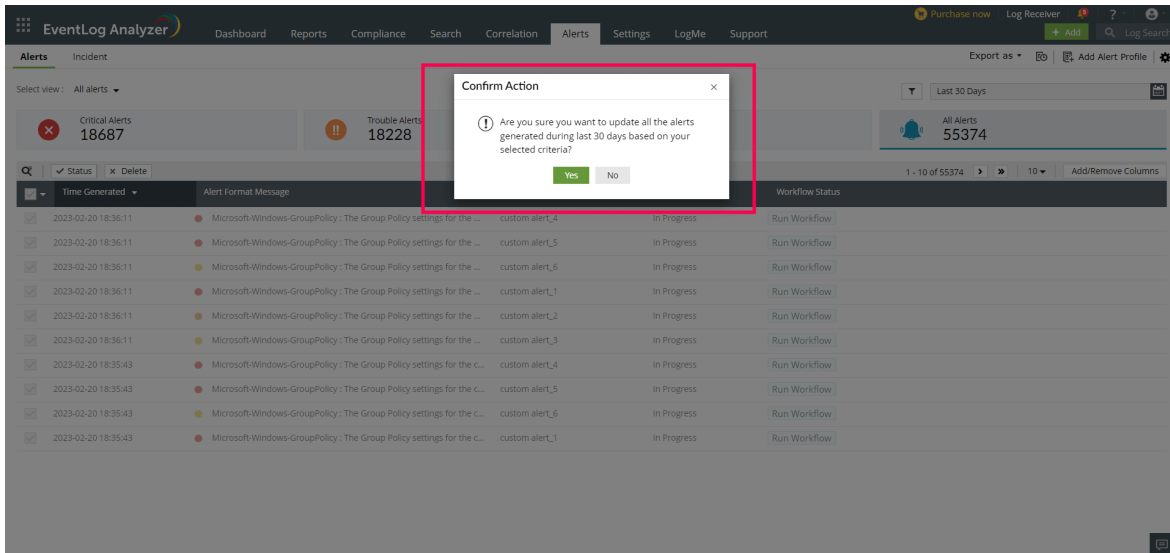 Purchase now Log Receiver ?
EventLog Analyzer Dashboard Reports Compliance Search Correlation Alerts Settings LogMe Support + Add Log Search
Alerts Incident Export as Add Alert Profile
Select view : All alerts Last 30 Days
Critical Alerts
18687
Trouble Alerts
18228
All Alerts
55374
Confirm Action ×
Are you sure you want to update all the alerts
generated during last 30 days based on your
selected criteria?
Yes No
Status × Delete 1 - 10 of 55374 10 Add/Remove Columns
Time Generated Alert Format Message Workflow Status
2023-02-20 18:36:11 Microsoft-Windows-GroupPolicy : The Group Policy settings for the ... custom alert_4 In Progress Run Workflow
2023-02-20 18:36:11 Microsoft-Windows-GroupPolicy : The Group Policy settings for the ... custom alert_5 In Progress Run Workflow
2023-02-20 18:36:11 Microsoft-Windows-GroupPolicy : The Group Policy settings for the ... custom alert_6 In Progress Run Workflow
2023-02-20 18:36:11 Microsoft-Windows-GroupPolicy : The Group Policy settings for the ... custom alert_1 In Progress Run Workflow
2023-02-20 18:36:11 Microsoft-Windows-GroupPolicy : The Group Policy settings for the ... custom alert_2 In Progress Run Workflow
2023-02-20 18:36:11 Microsoft-Windows-GroupPolicy : The Group Policy settings for the ... custom alert_3 In Progress Run Workflow
2023-02-20 18:35:43 Microsoft-Windows-GroupPolicy : The Group Policy settings for the c... custom alert_4 In Progress Run Workflow
2023-02-20 18:35:43 Microsoft-Windows-GroupPolicy : The Group Policy settings for the c... custom alert_5 In Progress Run Workflow
2023-02-20 18:35:43 Microsoft-Windows-GroupPolicy : The Group Policy settings for the c... custom alert_6 In Progress Run Workflow
2023-02-20 18:35:43 Microsoft-Windows-GroupPolicy : The Group Policy settings for the c... custom alert_1 In Progress Run Workflow